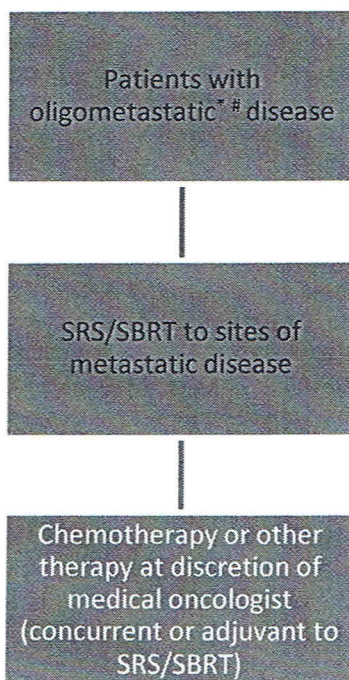 Patients with
oligometastatic* # disease
SRS/SBRT to sites of
metastatic disease
Chemotherapy or other
therapy at discretion of
medical oncologist
(concurrent or adjuvant to
SRS/SBRT)